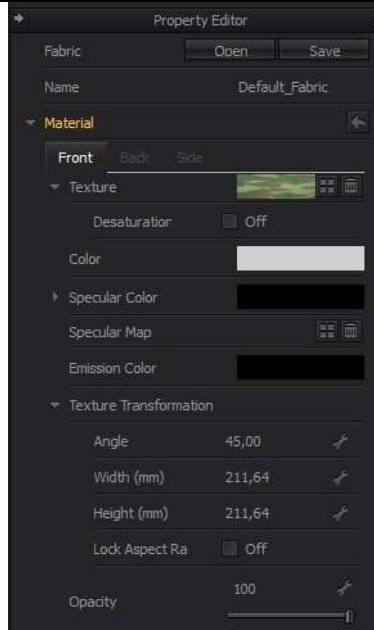 Property Editor
Fabric Open Save
Name Default_Fabric
Material
Front Back Side
Texture
Desaturation Off
Color
Specular Color
Specular Map
Emission Color
Texture Transformation
Angle 45,00
Width (mm) 211,64
Height (mm) 211,64
Lock Aspect Ra Off
Opacity 100